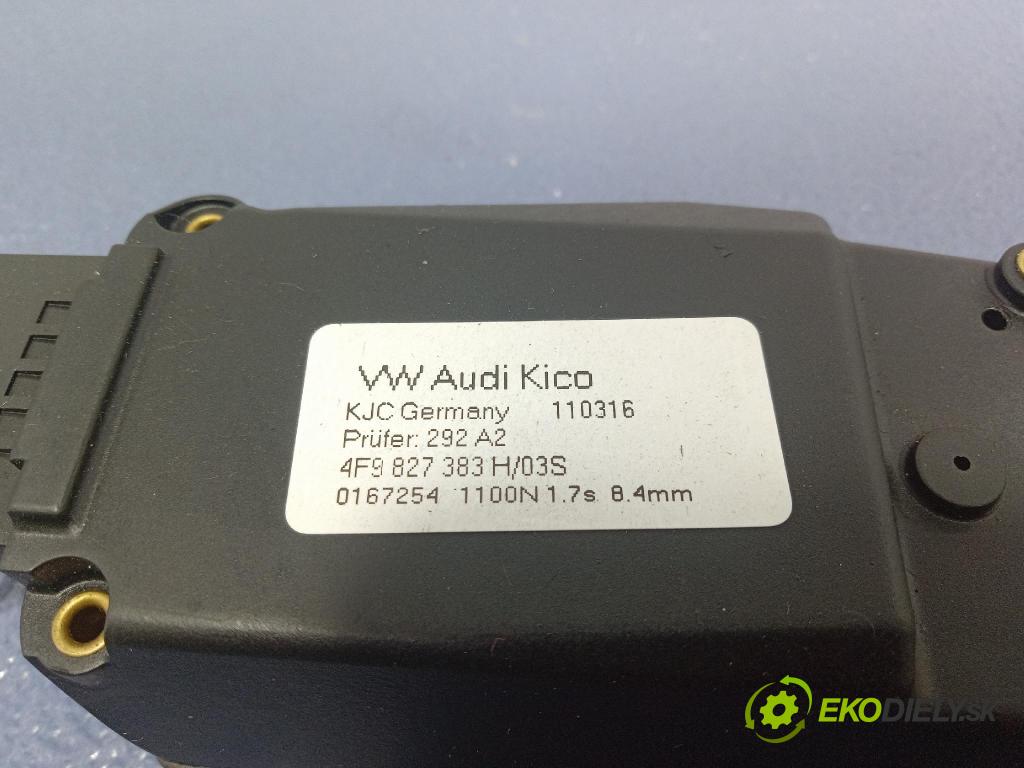 VW Audi Kico
KJC Germany 110316
Prüfer: 292 A2
4F9 827 383 H/03S
0167254 1100N 1.7s 8.4mm
EKODIELY.SK